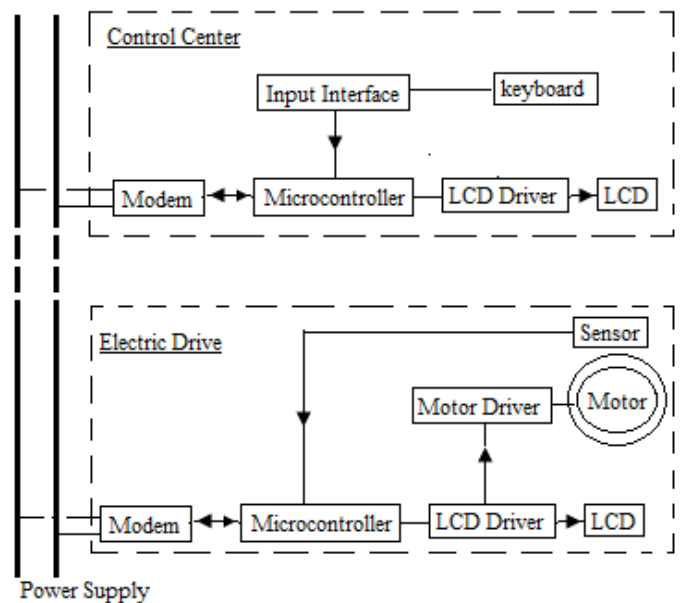 Control Center
Input Interface
keyboard
Modem
Microcontroller
LCD Driver
LCD
Electric Drive
Sensor
Motor Driver
Motor
Modem
Microcontroller
LCD Driver
LCD
Power Supply